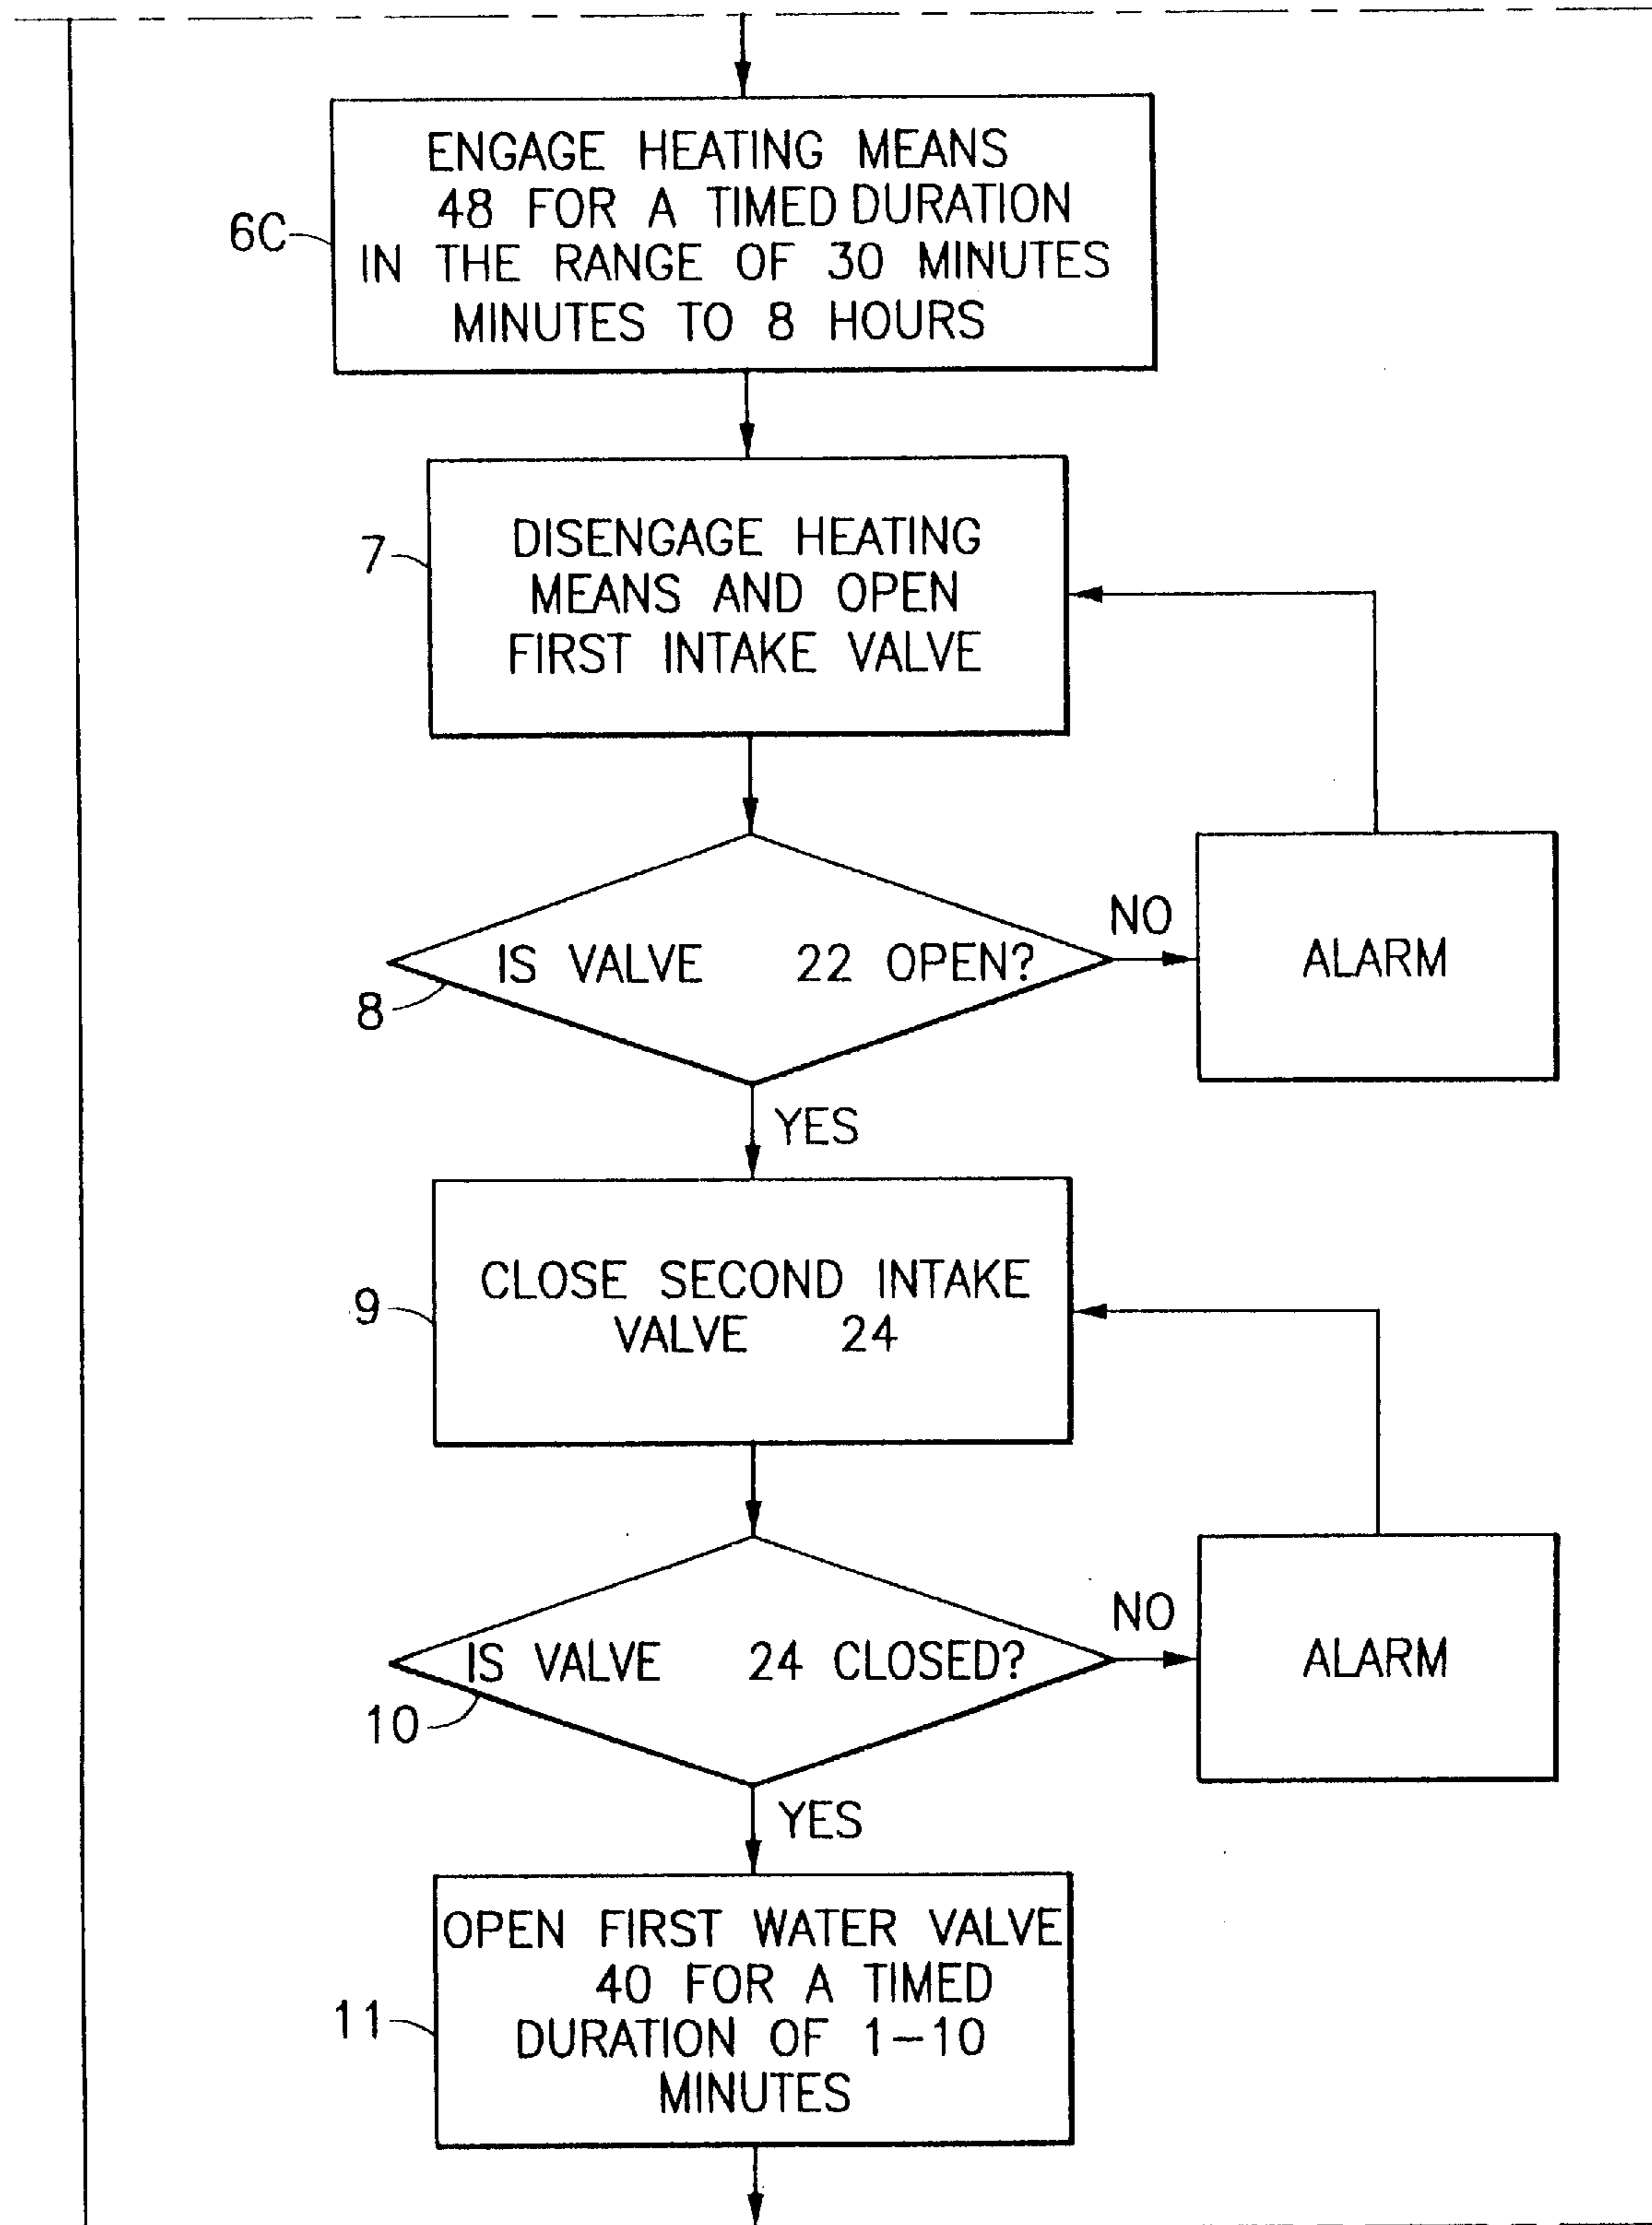 ENGAGE HEATING MEANS
48 FOR A TIMED DURATION
IN THE RANGE OF 30 MINUTES
MINUTES TO 8 HOURS
6C
DISENGAGE HEATING
MEANS AND OPEN
FIRST INTAKE VALVE
7
IS VALVE 22 OPEN?
8
NO
ALARM
YES
CLOSE SECOND INTAKE
VALVE 24
9
IS VALVE 24 CLOSED?
10
NO
ALARM
YES
OPEN FIRST WATER VALVE
40 FOR A TIMED
DURATION OF 1–10
MINUTES
11